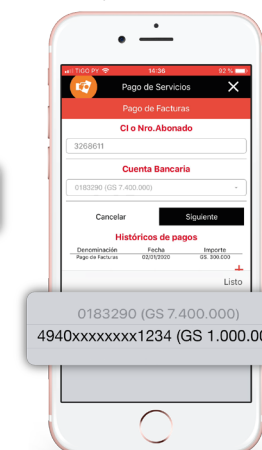 TIGO PY 14:36 92 %
Pago de Servicios X
Pago de Facturas
CI o Nro.Abonado
3268611
Cuenta Bancaria
0183290 (GS 7.400.000)
Cancelar Siguiente
Históricos de pagos
Denominación Fecha Importe
Pago de Facturas 02/01/2020 GS. 300.000
+
Listo
0183290 (GS 7.400.000)
4940xxxxxxxx1234 (GS 1.000.00